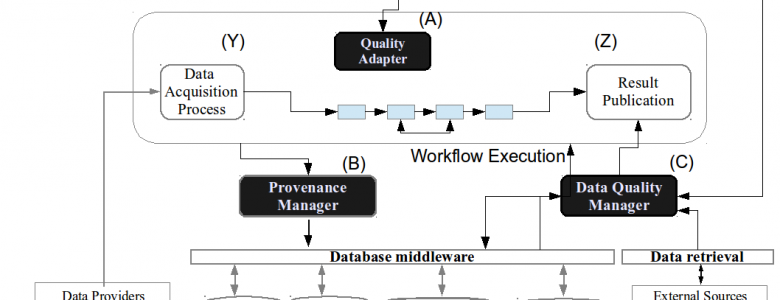 (A)
(Y)
Quality
Adapter
(Z)
Data
Acquisition
Process
Result
Publication
Workflow Execution
(B)
(C)
Provenance
Manager
Data Quality
Manager
Database middleware
Data retrieval
Data Providers
External Sources